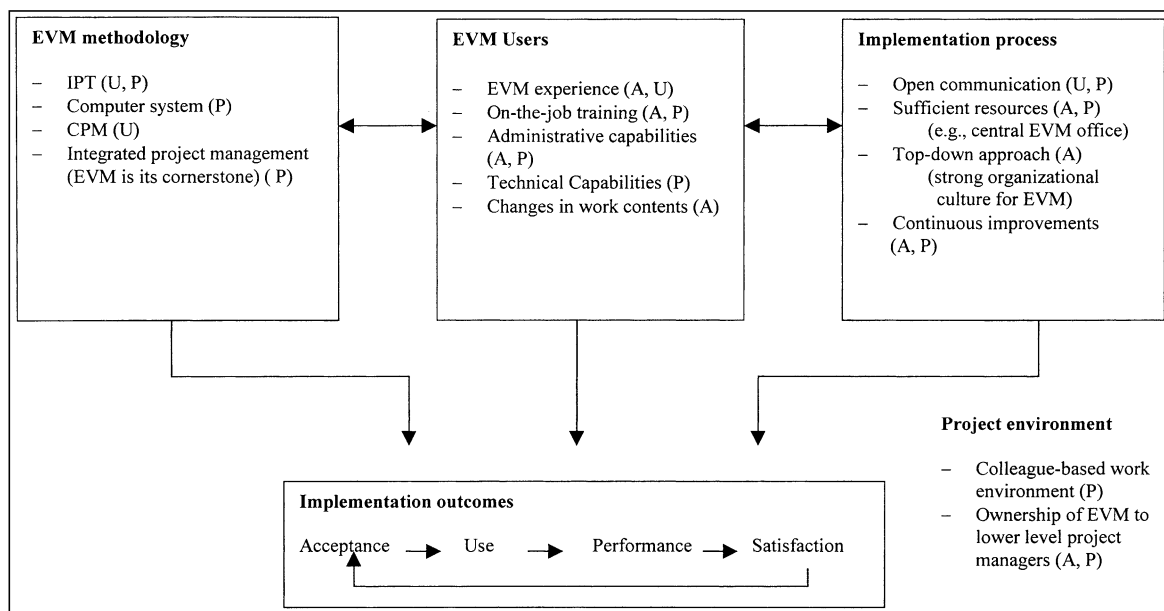 EVM methodology
– IPT (U, P)
– Computer system (P)
– CPM (U)
– Integrated project management
(EVM is its cornerstone) ( P)
EVM Users
– EVM experience (A, U)
– On-the-job training (A, P)
– Administrative capabilities
(A, P)
– Technical Capabilities (P)
– Changes in work contents (A)
Implementation process
– Open communication (U, P)
– Sufficient resources (A, P)
(e.g., central EVM office)
– Top-down approach (A)
(strong organizational
culture for EVM)
– Continuous improvements
(A, P)
Project environment
– Colleague-based work
environment (P)
– Ownership of EVM to
lower level project
managers (A, P)
Implementation outcomes
Acceptance Use Performance Satisfaction